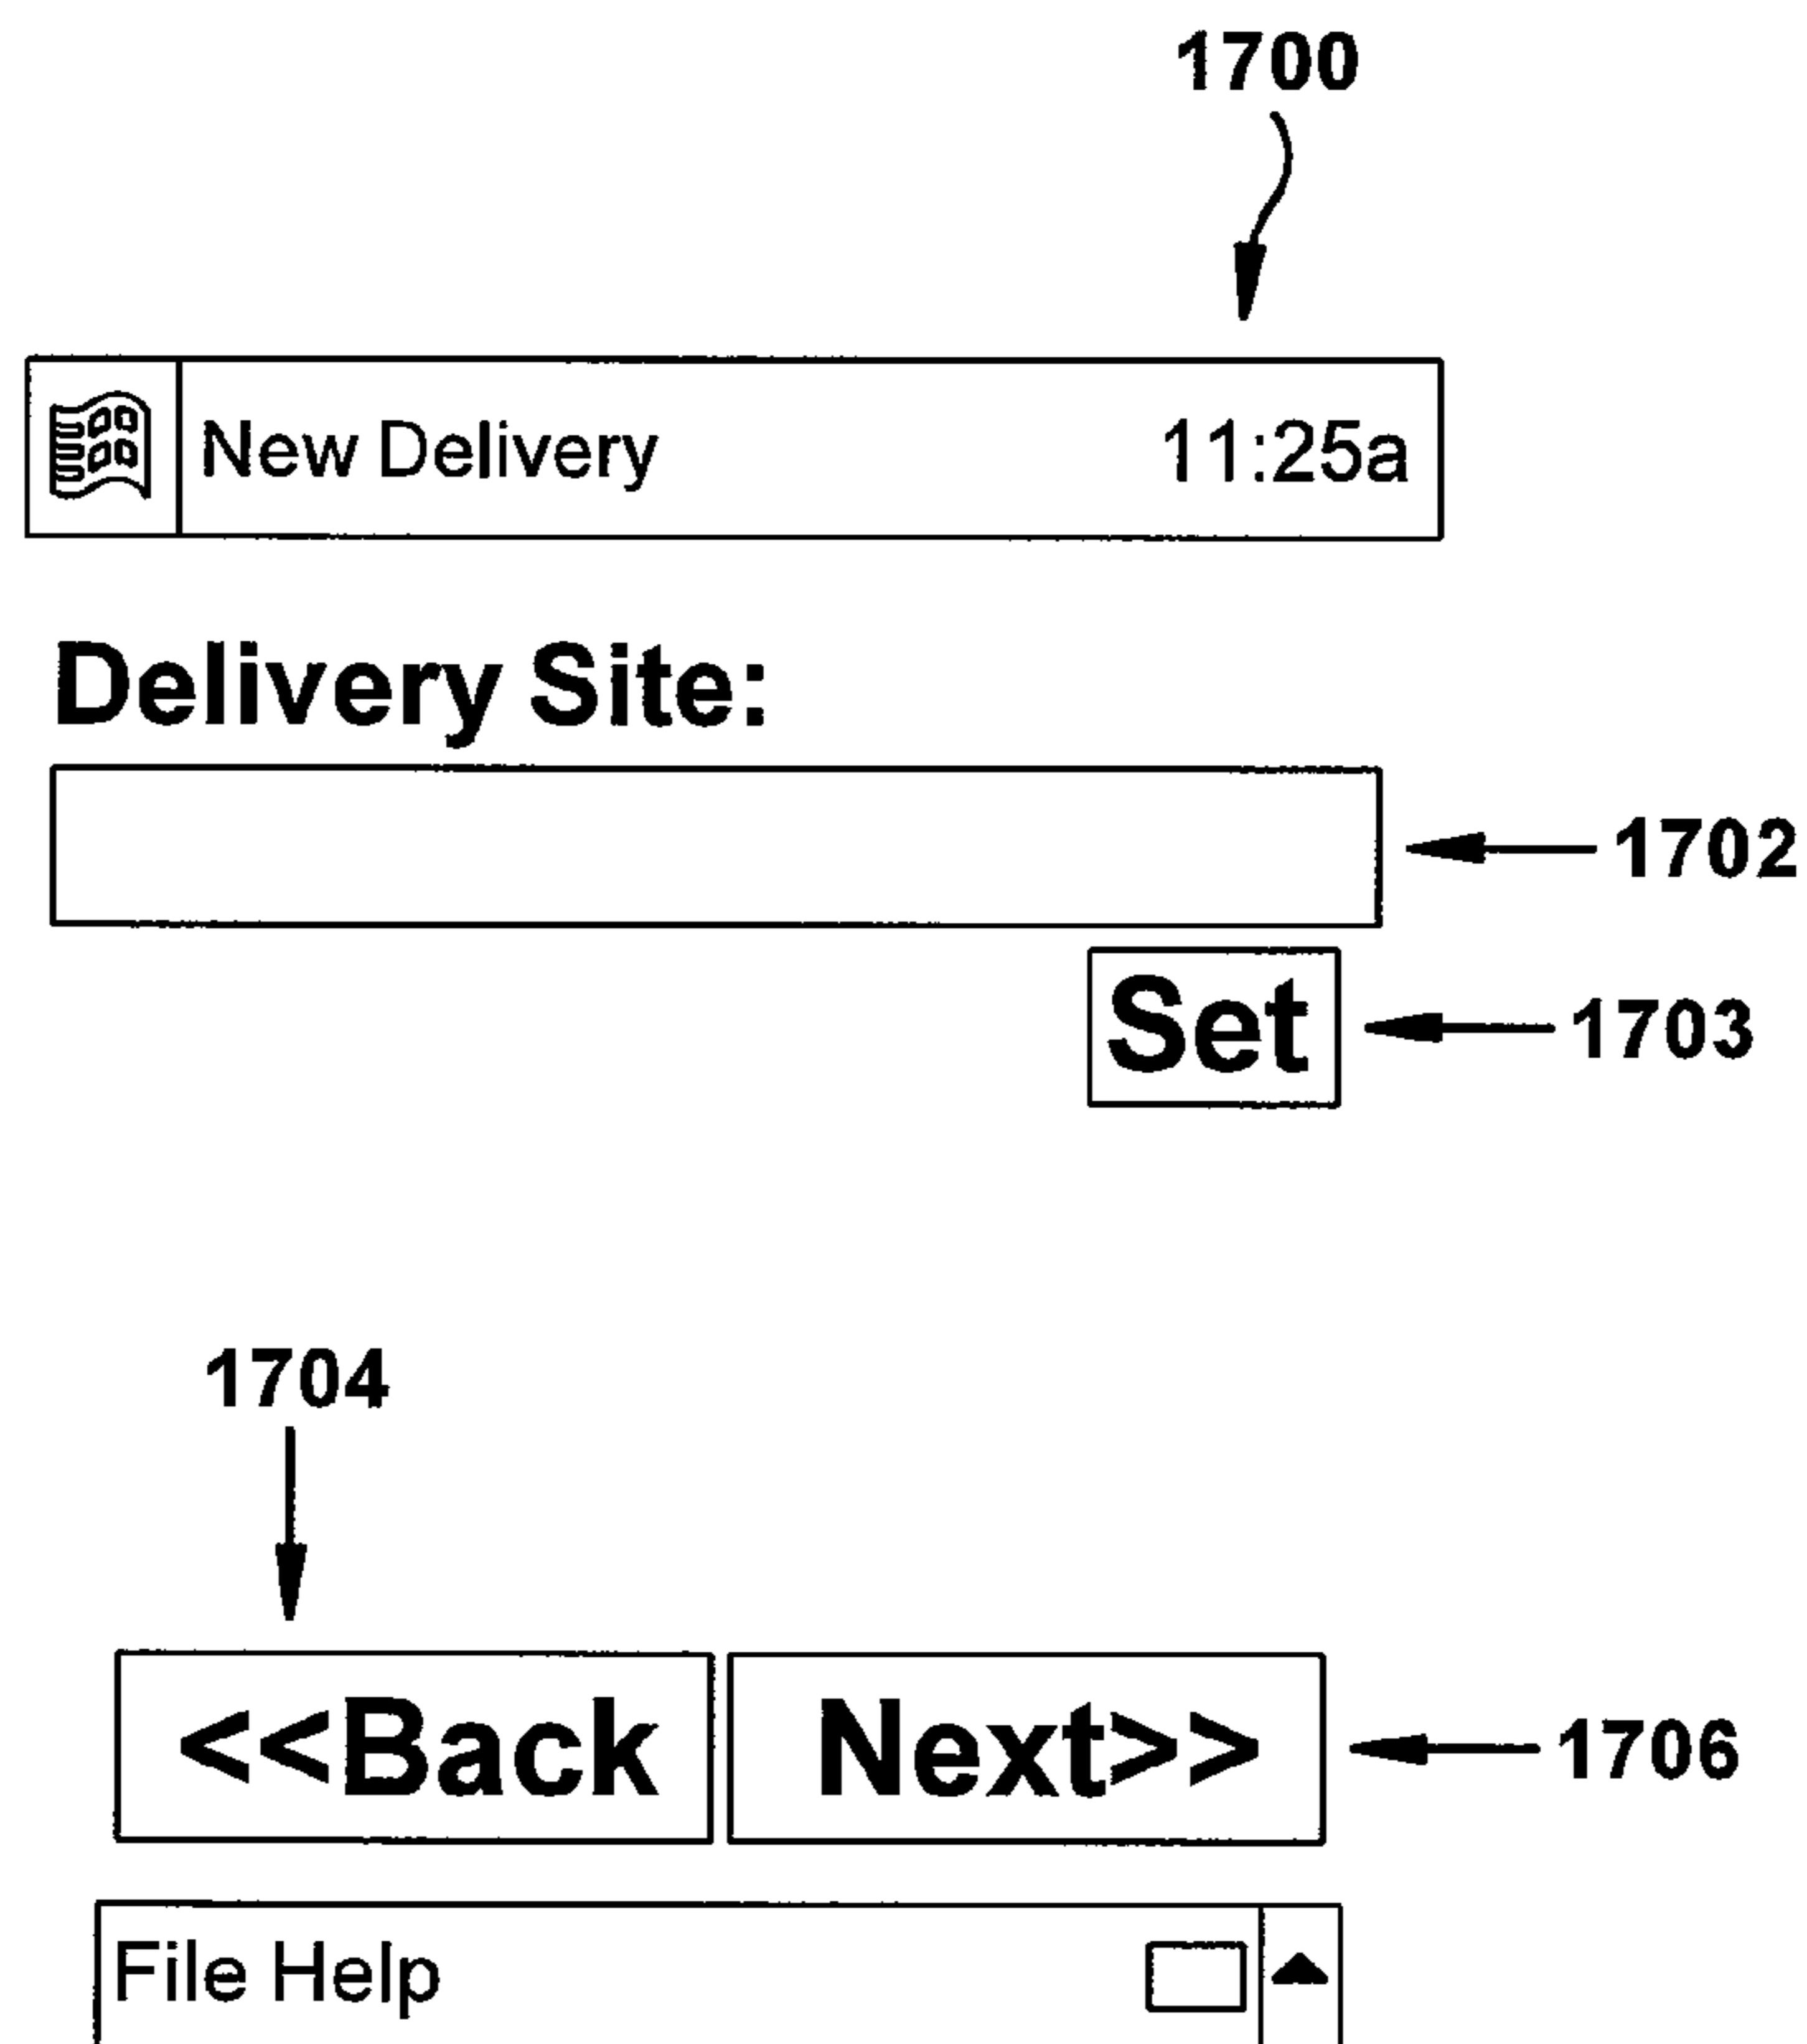 1700
New Delivery 11:25a
Delivery Site:
1702
Set 1703
1704
<<Back Next>> 1706
File Help